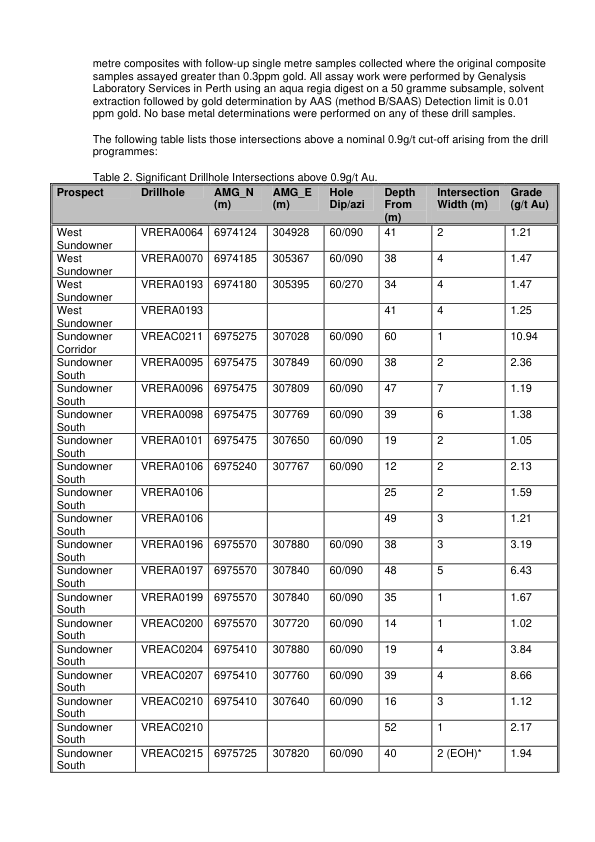 metre composites with follow-up single metre samples collected where the original composite
samples assayed greater than 0.3ppm gold. All assay work were performed by Genalysis
Laboratory Services in Perth using an aqua regia digest on a 50 gramme subsample, solvent
extraction followed by gold determination by AAS (method B/SAAS) Detection limit is 0.01
ppm gold. No base metal determinations were performed on any of these drill samples.
The following table lists those intersections above a nominal 0.9g/t cut-off arising from the drill
programmes:
Table 2. Significant Drillhole Intersections above 0.9g/t Au.
Prospect Drillhole AMG_N AMG_E Hole Depth Intersection Grade
(m) (m) Dip/azi From Width (m) (g/t Au)
(m)
West VRERA0064 6974124 304928 60/090 41 2 1.21
Sundowner
West VRERA0070 6974185 305367 60/090 38 4 1.47
Sundowner
West VRERA0193 6974180 305395 60/270 34 4 1.47
Sundowner
West VRERA0193 41 4 1.25
Sundowner
Sundowner VREAC0211 6975275 307028 60/090 60 1 10.94
Corridor
Sundowner VRERA0095 6975475 307849 60/090 38 2 2.36
South
Sundowner VRERA0096 6975475 307809 60/090 47 7 1.19
South
Sundowner VRERA0098 6975475 307769 60/090 39 6 1.38
South
Sundowner VRERA0101 6975475 307650 60/090 19 2 1.05
South
Sundowner VRERA0106 6975240 307767 60/090 12 2 2.13
South
Sundowner VRERA0106 25 2 1.59
South
Sundowner VRERA0106 49 3 1.21
South
Sundowner VRERA0196 6975570 307880 60/090 38 3 3.19
South
Sundowner VRERA0197 6975570 307840 60/090 48 5 6.43
South
Sundowner VRERA0199 6975570 307840 60/090 35 1 1.67
South
Sundowner VREAC0200 6975570 307720 60/090 14 1 1.02
South
Sundowner VREAC0204 6975410 307880 60/090 19 4 3.84
South
Sundowner VREAC0207 6975410 307760 60/090 39 4 8.66
South
Sundowner VREAC0210 6975410 307640 60/090 16 3 1.12
South
Sundowner VREAC0210 52 1 2.17
South
Sundowner VREAC0215 6975725 307820 60/090 40 2 (EOH)* 1.94
South